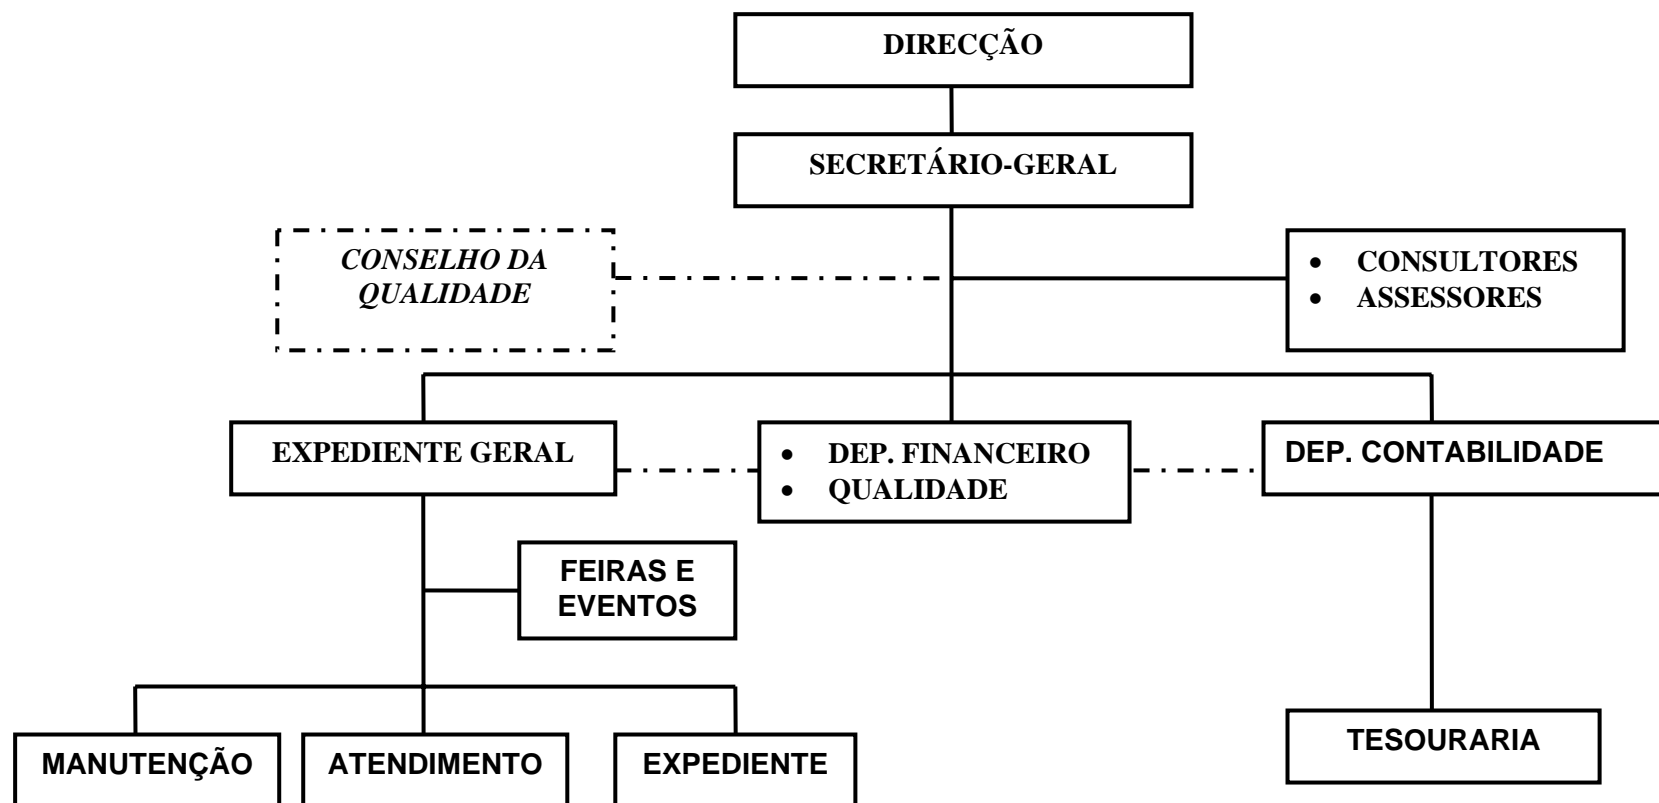 DIRECÇÃO
SECRETÁRIO-GERAL
CONSELHO DA
QUALIDADE
• CONSULTORES
• ASSESSORES
EXPEDIENTE GERAL
• DEP. FINANCEIRO
• QUALIDADE
DEP. CONTABILIDADE
FEIRAS E
EVENTOS
MANUTENÇÃO
ATENDIMENTO
EXPEDIENTE
TESOURARIA